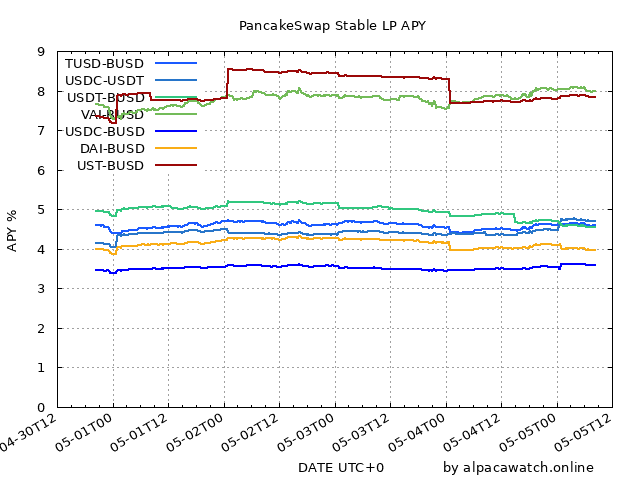 PancakeSwap Stable LP APY
9
8
7
6
5
4
3
2
1
0
APY %
TUSD-BUSD
USDC-USDT
USDT-BUSD
VAI-BUSD
USDC-BUSD
DAI-BUSD
UST-BUSD
04-30T12
05-01T00
05-01T12
05-02T00
05-02T12
05-03T00
05-03T12
05-04T00
05-04T12
05-05T00
05-05T12
DATE UTC+0
by alpacawatch.online